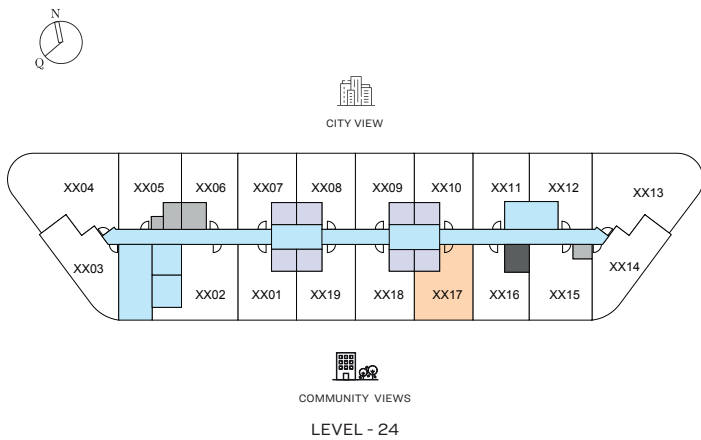 N
Q
CITY VIEW
XX04 XX05 XX06 XX07 XX08 XX09 XX10 XX11 XX12 XX13
XX03 XX02 XX01 XX19 XX18 XX17 XX16 XX15 XX14
COMMUNITY VIEWS
LEVEL - 24